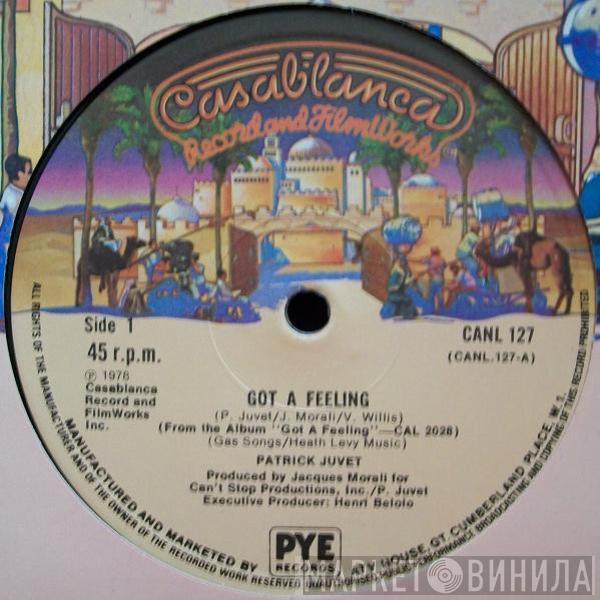 Casablanca
Record and FilmWorks
Side 1
45 r.p.m.
℗ 1978
Casablanca
Record and
FilmWorks
Inc.
CANL 127
(CANL.127-A)
GOT A FEELING
(P. Juvet/J. Morali/V. Willis)
(From the Album "Got A Feeling"—CAL 2028)
(Gas Songs/Heath Levy Music)
PATRICK JUVET
Produced by Jacques Morali for
Can't Stop Productions, Inc./P. Juvet
Executive Producer: Henri Belolo
MANUFACTURED AND MARKETED BY
PYE
RECORDS
PYE HOUSE, GT. CUMBERLAND PLACE, W.1.
ALL RIGHTS OF THE MANUFACTURER AND OF THE OWNER OF THE RECORDED WORK RESERVED
UNAUTHORISED PUBLIC PERFORMANCE BROADCASTING AND COPYING OF THIS RECORD PROHIBITED
МАРКЕТ ВИНИЛА